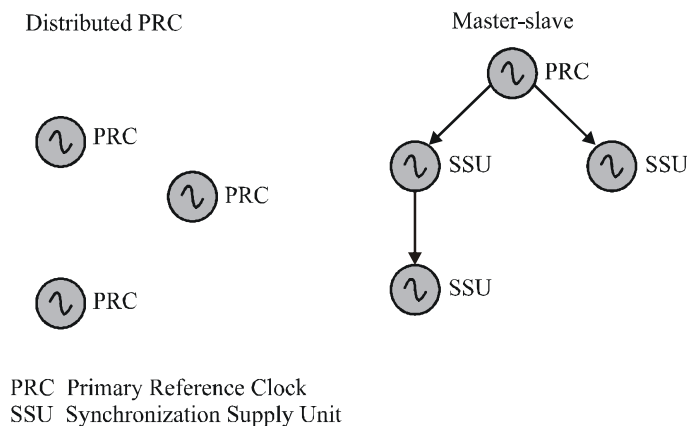 Distributed PRC
Master-slave
PRC
PRC
SSU
SSU
PRC
PRC
SSU
PRC Primary Reference Clock
SSU Synchronization Supply Unit